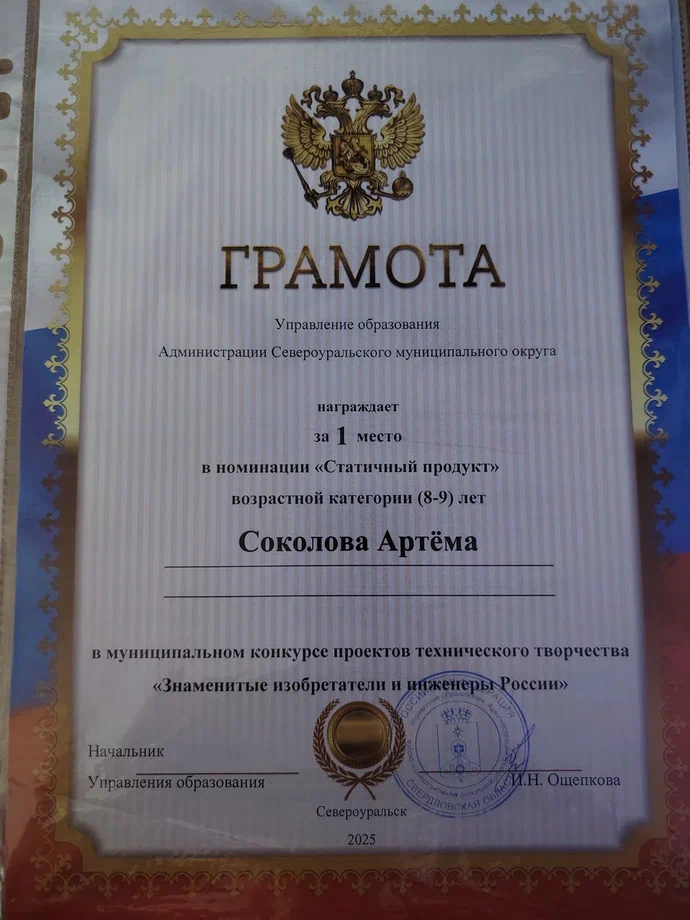 ГРАМОТА
Управление образования
Администрации Североуральского муниципального округа
награждает
за 1 место
в номинации «Статичный продукт»
возрастной категории (8-9) лет
Соколова Артёма
в муниципальном конкурсе проектов технического творчества
«Знаменитые изобретатели и инженеры России»
Начальник
Управления образования
И.Н. Ощепкова
СВЕРДЛОВСКАЯ
Североуральск
2025